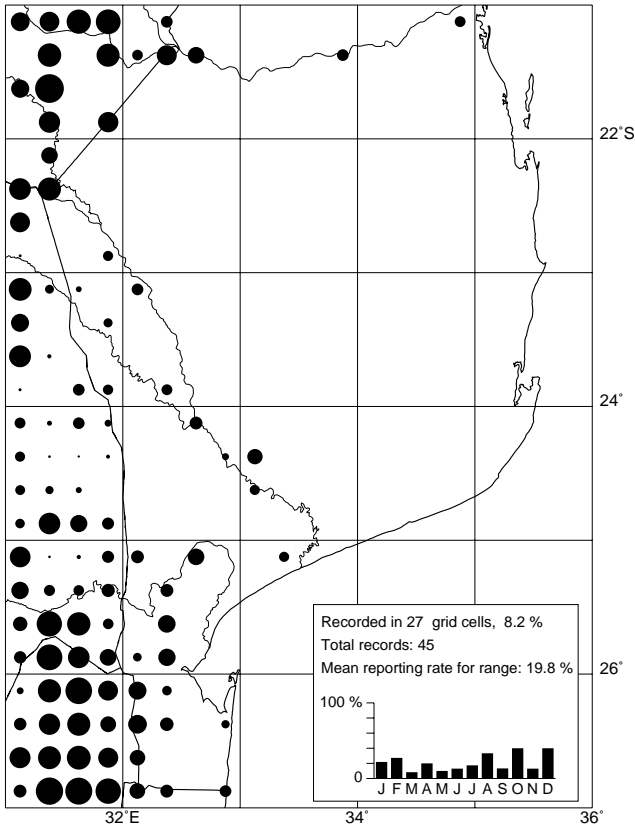 22°S
24°
Recorded in 27 grid cells, 8.2 %
Total records: 45
Mean reporting rate for range: 19.8 %
26°
100 %
0
J F M A M J J A S O N D
32°E 34° 36°